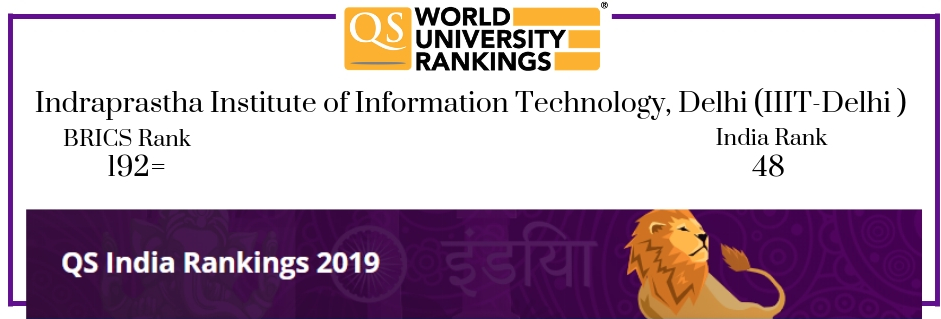 QS WORLD
UNIVERSITY
RANKINGS
®
Indraprastha Institute of Information Technology, Delhi (IIIT-Delhi )
BRICS Rank
India Rank
192=
48
QS India Rankings 2019
इंडिया